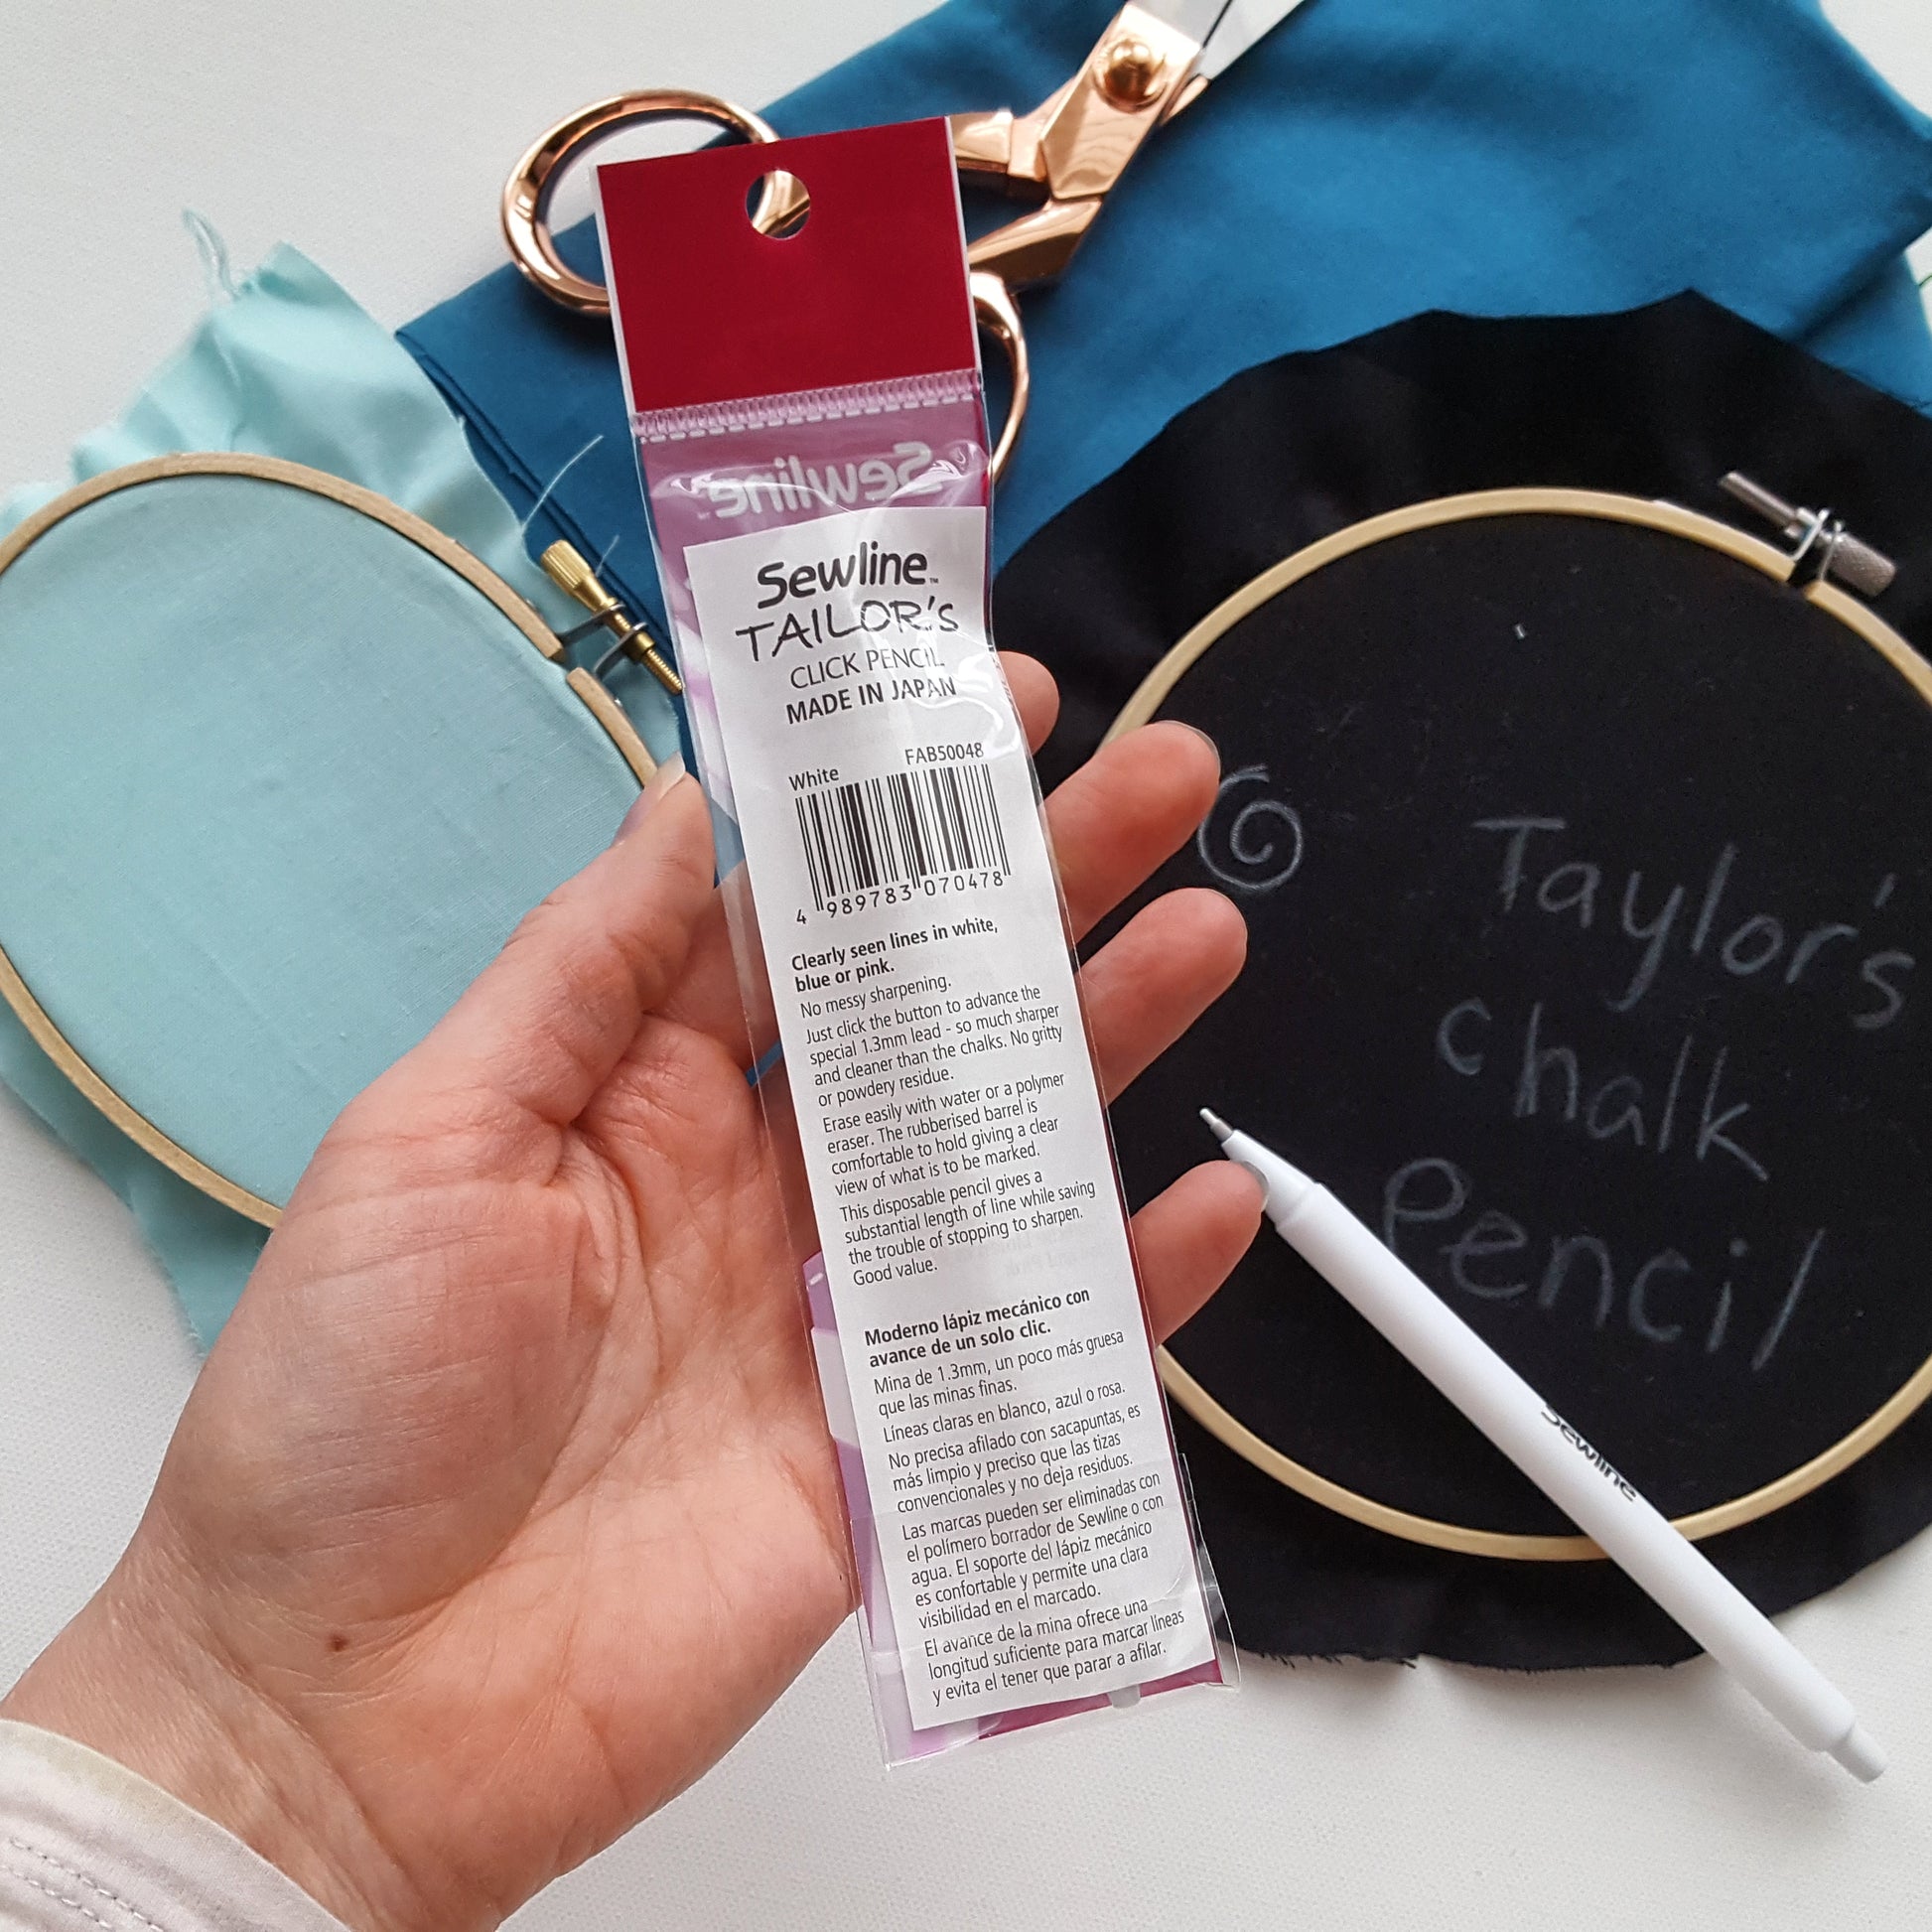 Sewline™
Sewline™
TAILOR's
CLICK PENCIL
MADE IN JAPAN
White FAB50048
4 989783 070478
Clearly seen lines in white,
blue or pink.
No messy sharpening.
Just click the button to advance the
special 1.3mm lead - so much sharper
and cleaner than the chalks. No gritty
or powdery residue.
Erase easily with water or a polymer
eraser. The rubberised barrel is
comfortable to hold giving a clear
view of what is to be marked.
This disposable pencil gives a
substantial length of line while saving
the trouble of stopping to sharpen.
Good value.
Moderno lápiz mecánico con
avance de un solo clic.
Mina de 1.3mm, un poco más gruesa
que las minas finas.
Líneas claras en blanco, azul o rosa.
No precisa afilado con sacapuntas, es
más limpio y preciso que las tizas
convencionales y no deja residuos.
Las marcas pueden ser eliminadas con
el polímero borrador de Sewline o con
agua. El soporte del lápiz mecánico
es confortable y permite una clara
visibilidad en el marcado.
El avance de la mina ofrece una
longitud suficiente para marcar líneas
y evita el tener que parar a afilar.
Taylor's
chalk
Pencil
Sewline